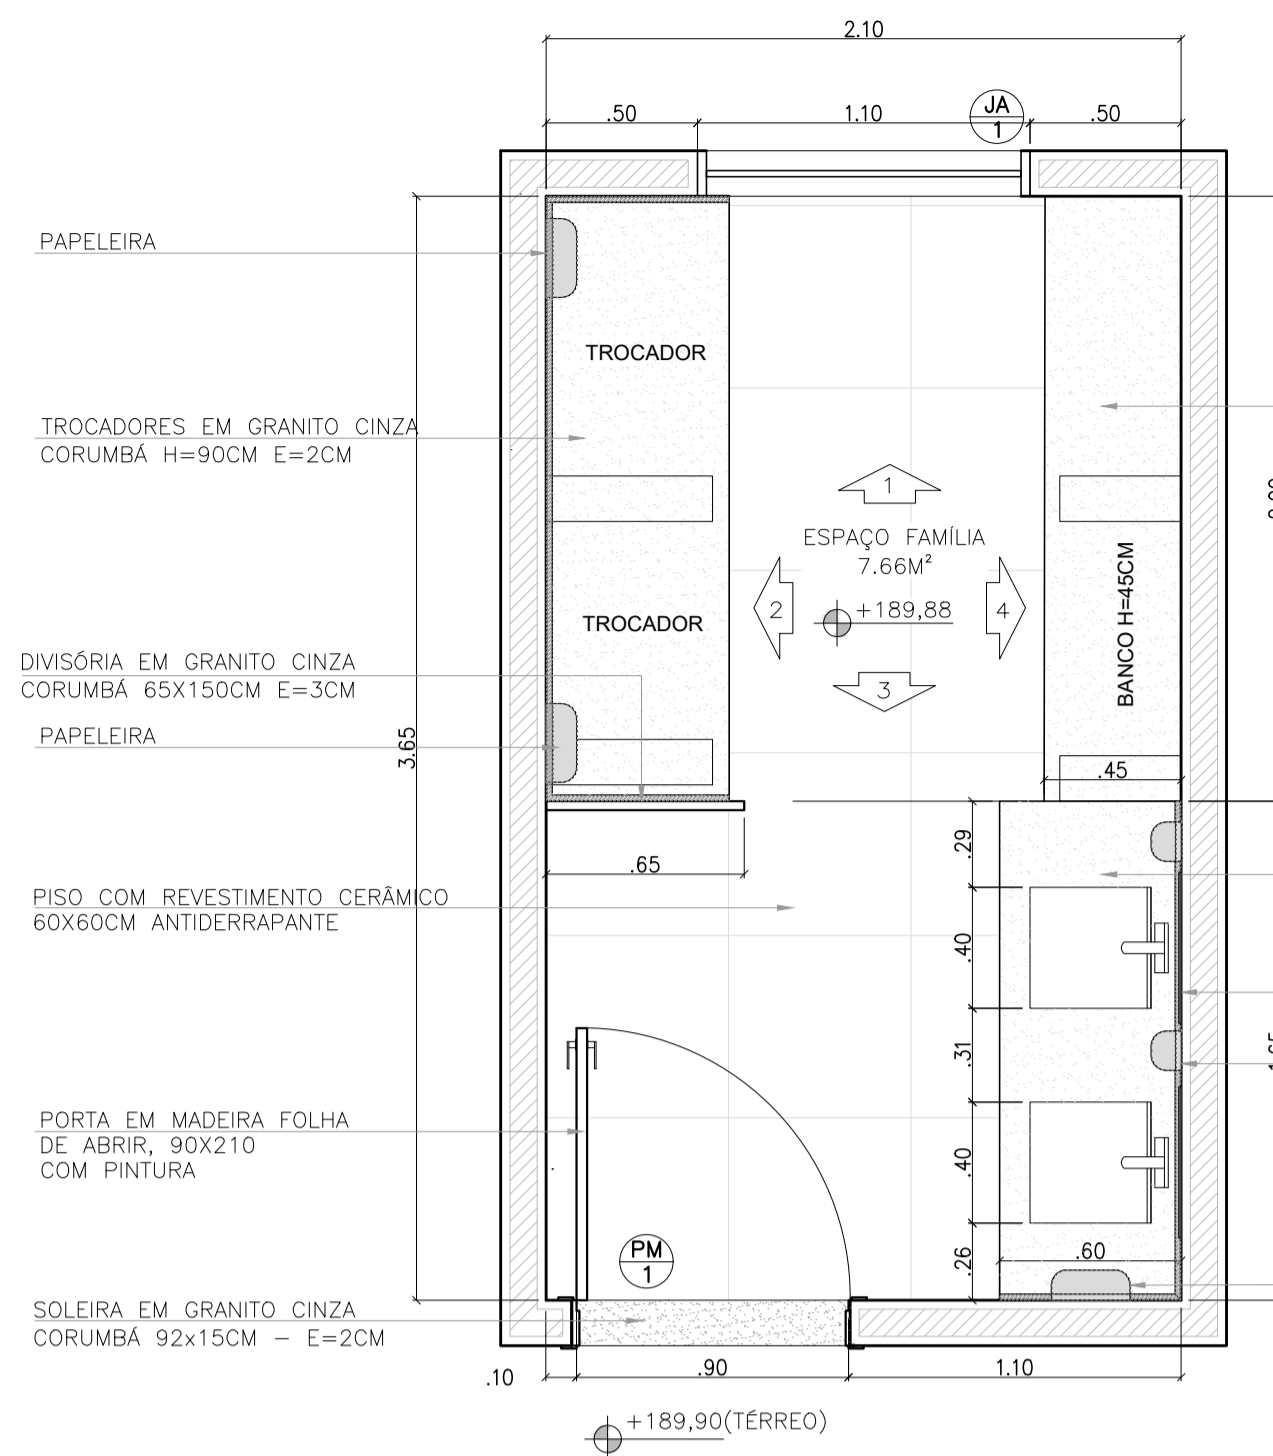 2.10
.50
1.10
JA
1
.50
PAPELEIRA
TROCADOR
TROCADORES EM GRANITO CINZA
CORUMBÁ H=90CM E=2CM
1
ESPAÇO FAMÍLIA
7.66M²
2
+189,88
4
3
TROCADOR
BANCO H=45CM
DIVISÓRIA EM GRANITO CINZA
CORUMBÁ 65X150CM E=3CM
PAPELEIRA
3.65
.45
.65
.29
PISO COM REVESTIMENTO CERÂMICO
60X60CM ANTIDERRAPANTE
.40
.31
PORTA EM MADEIRA FOLHA
DE ABRIR, 90X210
COM PINTURA
.40
PM
1
.60
.26
SOLEIRA EM GRANITO CINZA
CORUMBÁ 92x15CM – E=2CM
.10
.90
1.10
+189,90(TÉRREO)